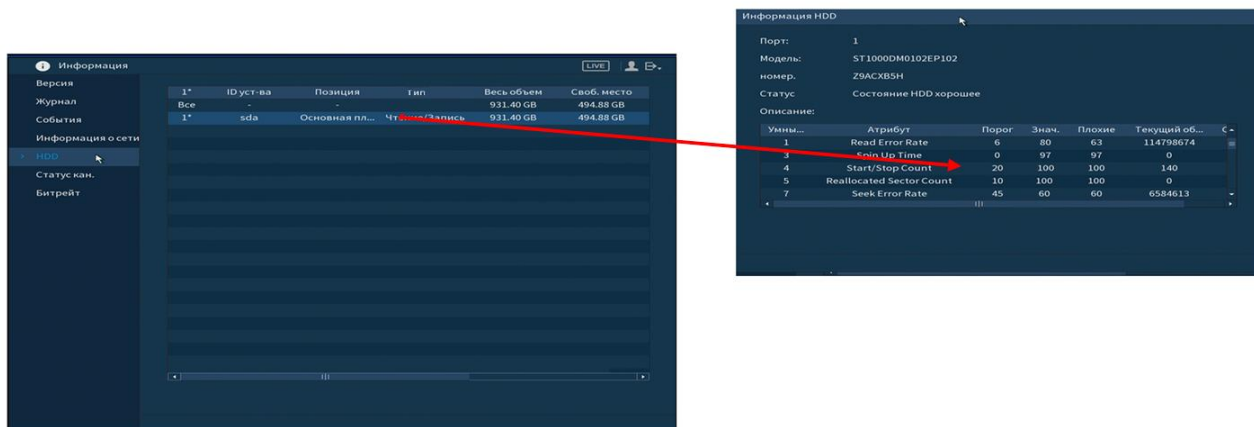 Информация
LIVE
Версия
Журнал
События
Информация о сети
HDD
Статус кан.
Битрейт
1* ID уст-ва Позиция Тип Весь объем Своб. место
Все - - 931.40 GB 494.88 GB
1* sda Основная пл... Чтение/Запись 931.40 GB 494.88 GB
Информация HDD
Порт: 1
Модель: ST1000DM0102EP102
номер. Z9ACXB5H
Статус Состояние HDD хорошее
Описание:
Умны... Атрибут Порог Знач. Плохие Текущий об...
1 Read Error Rate 6 80 63 114798674
3 Spin Up Time 0 97 97 0
4 Start/Stop Count 20 100 100 140
5 Reallocated Sector Count 10 100 100 0
7 Seek Error Rate 45 60 60 6584613